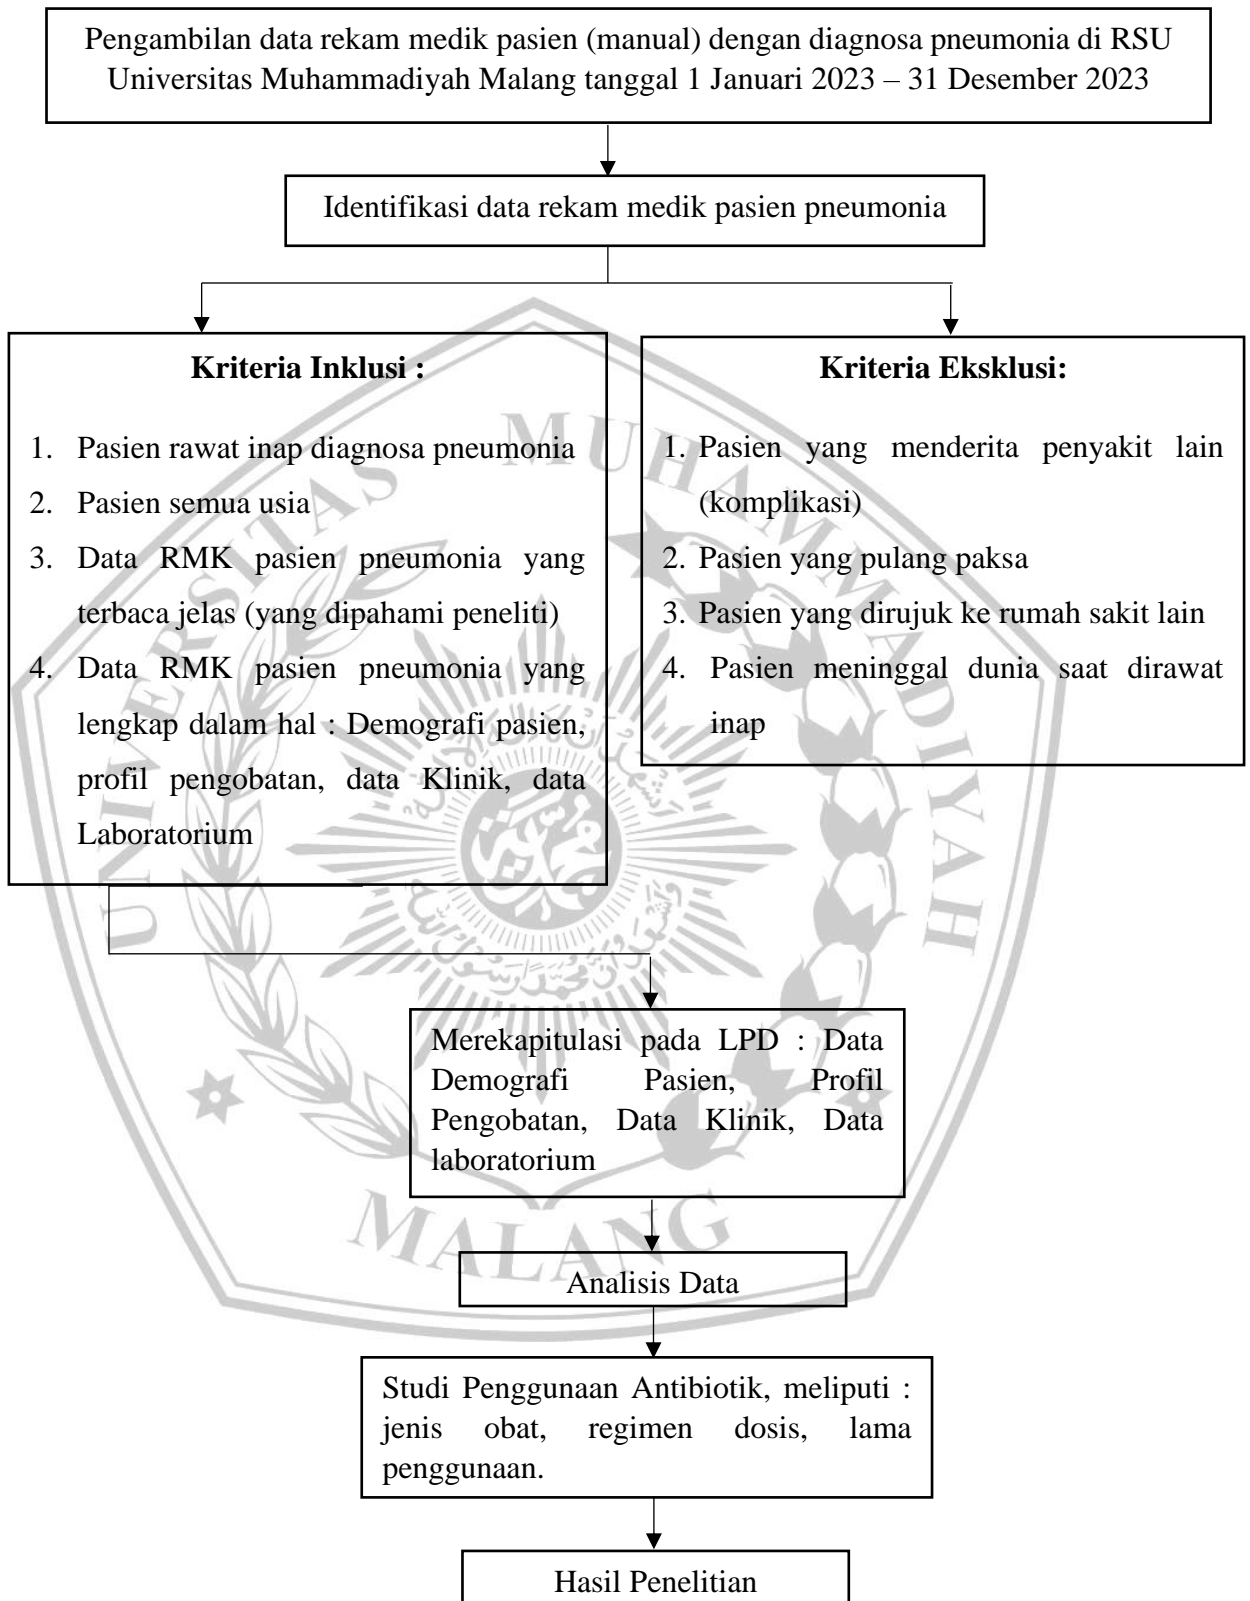 Pengambilan data rekam medik pasien (manual) dengan diagnosa pneumonia di RSU
Universitas Muhammadiyah Malang tanggal 1 Januari 2023 – 31 Desember 2023
Identifikasi data rekam medik pasien pneumonia
Kriteria Inklusi :
1. Pasien rawat inap diagnosa pneumonia
2. Pasien semua usia
3. Data RMK pasien pneumonia yang
terbaca jelas (yang dipahami peneliti)
4. Data RMK pasien pneumonia yang
lengkap dalam hal : Demografi pasien,
profil pengobatan, data Klinik, data
Laboratorium
Kriteria Eksklusi:
1. Pasien yang menderita penyakit lain
(komplikasi)
2. Pasien yang pulang paksa
3. Pasien yang dirujuk ke rumah sakit lain
4. Pasien meninggal dunia saat dirawat
inap
Merekapitulasi pada LPD : Data
Demografi Pasien, Profil
Pengobatan, Data Klinik, Data
laboratorium
Analisis Data
Studi Penggunaan Antibiotik, meliputi :
jenis obat, regimen dosis, lama
penggunaan.
Hasil Penelitian
UNIVERSITAS MUHAMMADIYAH
MALANG